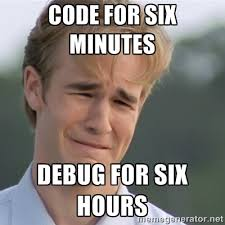 CODE FOR SIX
MINUTES
DEBUG FOR SIX
HOURS
memegenerator.net